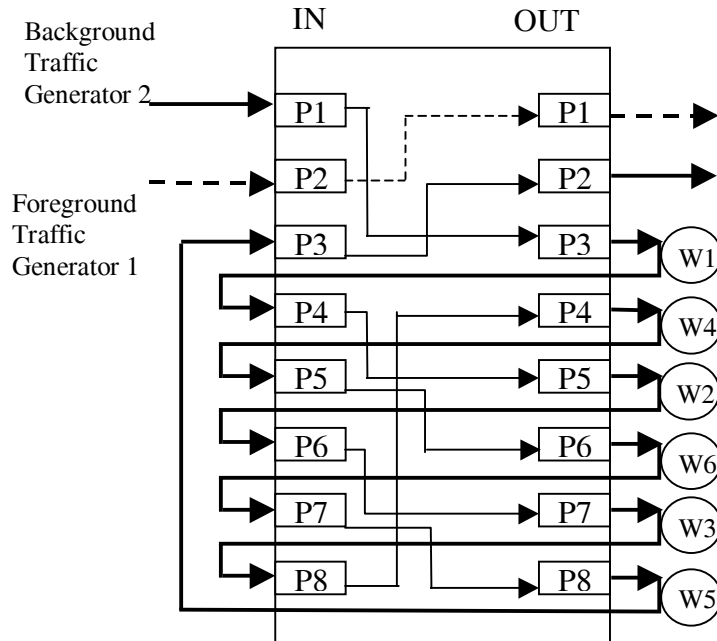 IN
OUT
Background
Traffic
Generator 2
P1
P1
P2
P2
Foreground
Traffic
Generator 1
P3
P3
W1
P4
P4
W4
P5
P5
W2
P6
P6
W6
P7
P7
W3
P8
P8
W5